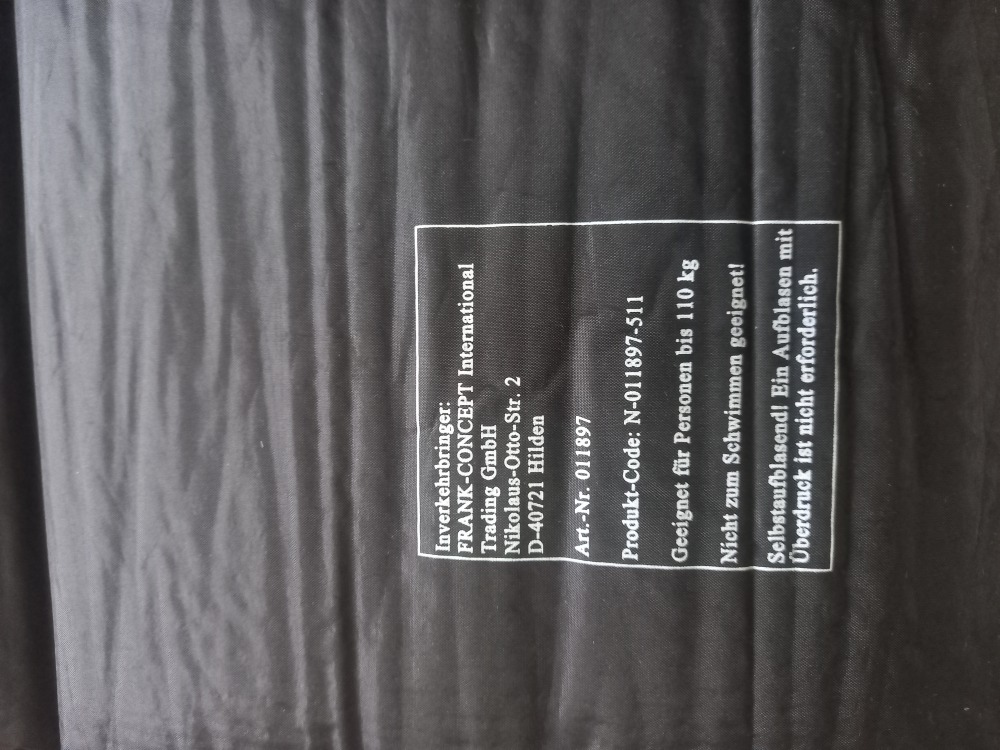 Inverkehrbringer:
FRANK-CONCEPT International
Trading GmbH
Nikolaus-Otto-Str. 2
D-40721 Hilden
Art.-Nr. 011897
Produkt-Code: N-011897-511
Geeignet für Personen bis 110 kg
Nicht zum Schwimmen geeignet!
Selbstaufblasend! Ein Aufblasen mit
Überdruck ist nicht erforderlich.